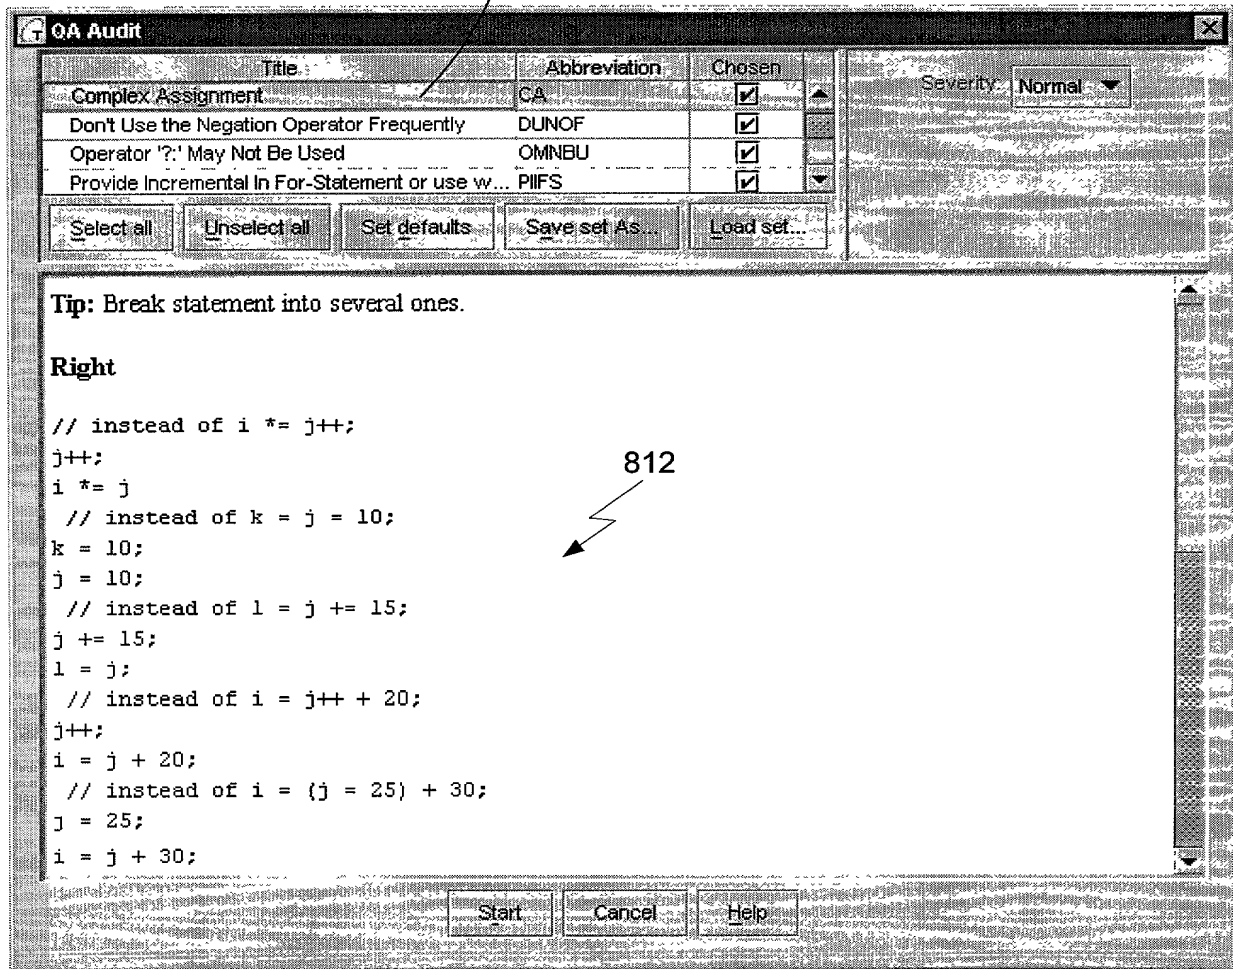 QA Audit
Title Abbreviation Chosen
Complex Assignment CA
Don't Use the Negation Operator Frequently DUNOF
Operator '?:' May Not Be Used OMNBU
Provide Incremental In For-Statement or use w... PIIFS
Severity: Normal
Select all Unselect all Set defaults Save set As... Load set...
Tip: Break statement into several ones.
Right
// instead of i *= j++;
j++;
i *= j
// instead of k = j = 10;
k = 10;
j = 10;
// instead of l = j += 15;
j += 15;
l = j;
// instead of i = j++ + 20;
j++;
i = j + 20;
// instead of i = (j = 25) + 30;
j = 25;
i = j + 30;
812
Start Cancel Help